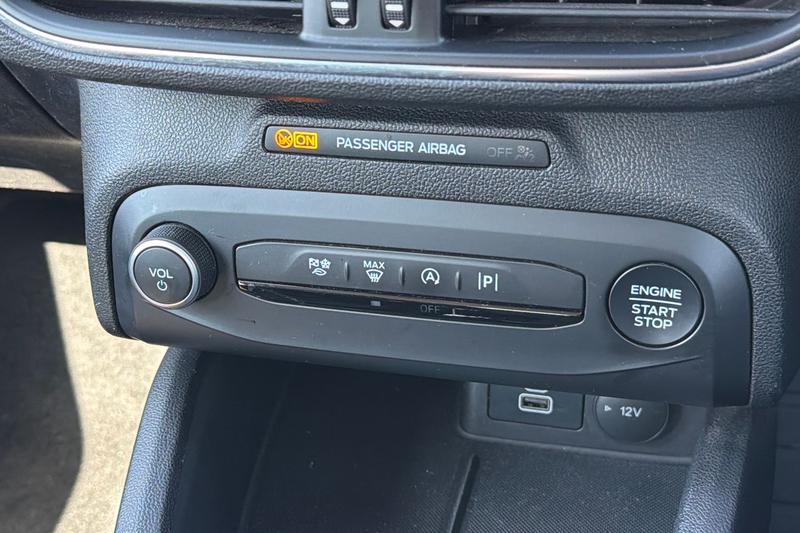 ON PASSENGER AIRBAG OFF
VOL
MAX
A
P
OFF
ENGINE
START
STOP
12V